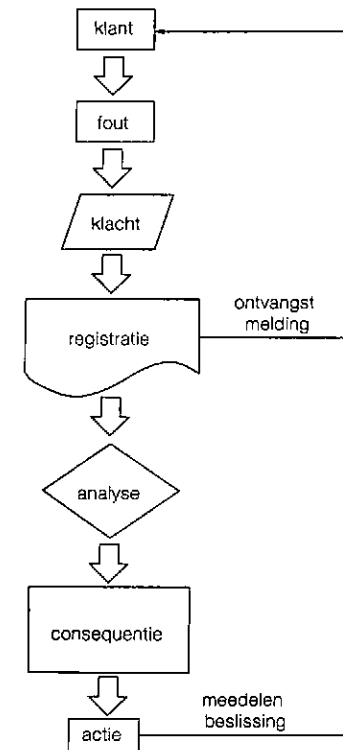 klant
fout
klacht
ontvangst
melding
registratie
analyse
consequentie
meedelen
beslissing
actie